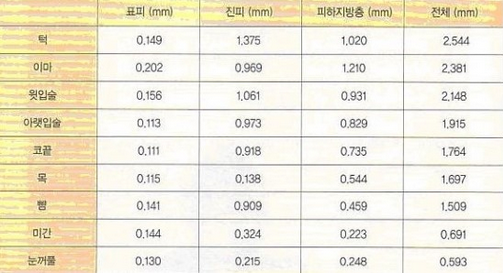 표피 (mm) 진피 (mm) 피하지방층 (mm) 전체 (mm)
턱 0.149 1.375 1.020 2.544
이마 0.202 0.969 1.210 2.381
윗입술 0.156 1.061 0.931 2.148
아랫입술 0.113 0.973 0.829 1.915
코끝 0.111 0.918 0.735 1.764
목 0.115 0.138 0.544 1.697
뺨 0.141 0.909 0.459 1.509
미간 0.144 0.324 0.223 0.691
눈꺼풀 0.130 0.215 0.248 0.593